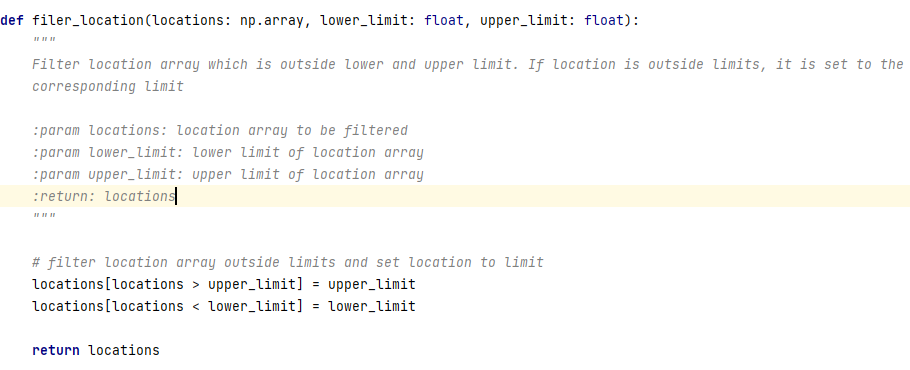 def filer_location(locations: np.array, lower_limit: float, upper_limit: float):
"""
Filter location array which is outside lower and upper limit. If location is outside limits, it is set to the
corresponding limit
:param locations: location array to be filtered
:param lower_limit: lower limit of location array
:param upper_limit: upper limit of location array
:return: locations
"""
# filter location array outside limits and set location to limit
locations[locations > upper_limit] = upper_limit
locations[locations < lower_limit] = lower_limit
return locations